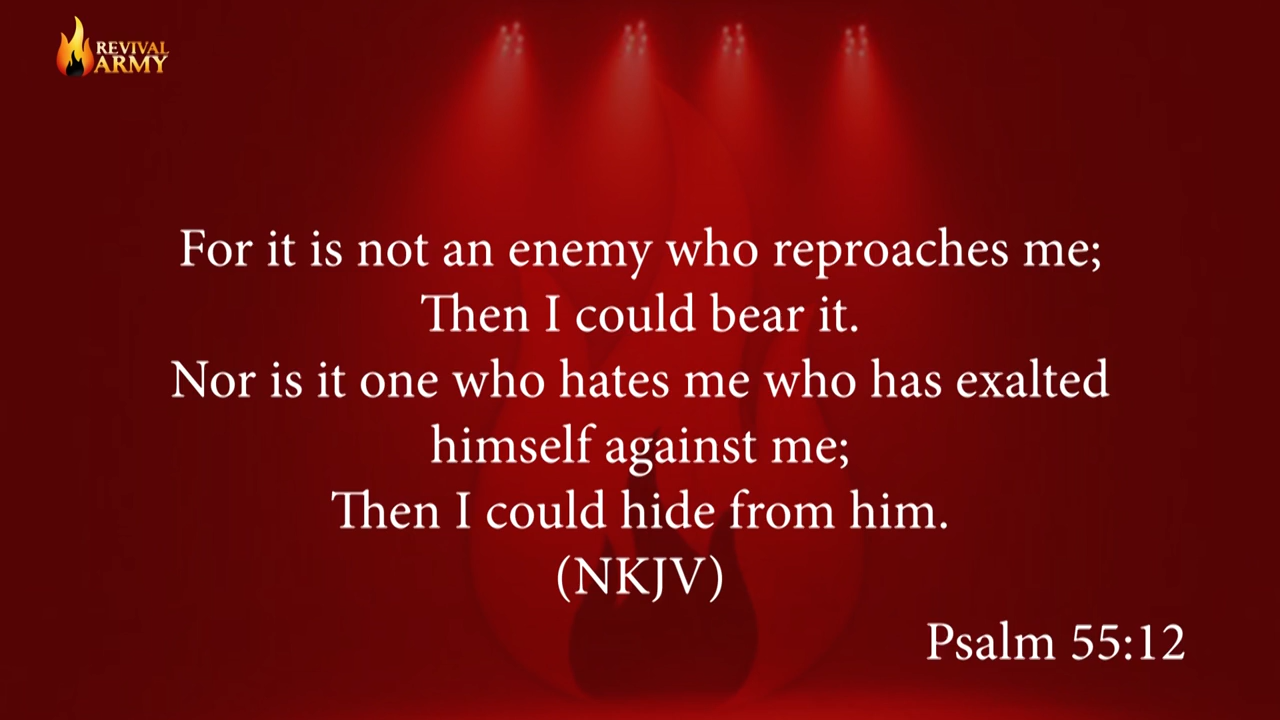 REVIVAL
ARMY
For it is not an enemy who reproaches me;
Then I could bear it.
Nor is it one who hates me who has exalted
himself against me;
Then I could hide from him.
(NKJV)
Psalm 55:12